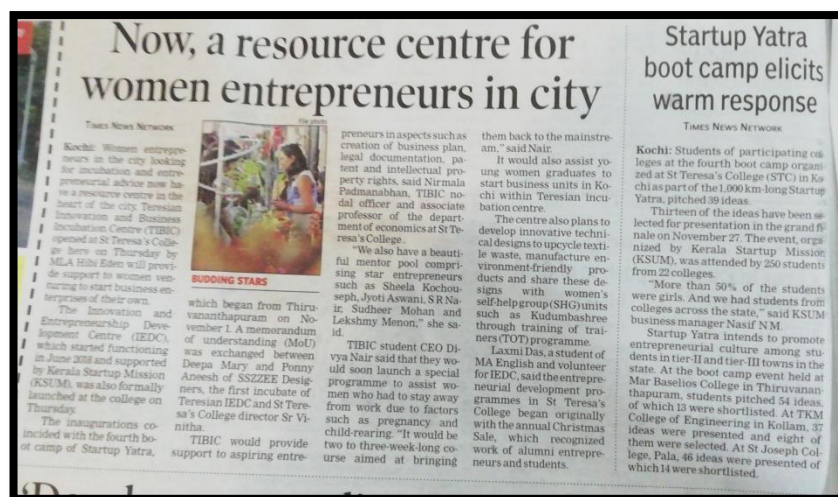 Now, a resource centre for
women entrepreneurs in city
TIMES NEWS NETWORK
Kochi: Women entrepre-
neurs in the city looking
for incubation and entre-
preneurial advice now ha-
ve a resource centre in the
heart of the city. Teresian
Innovation and Business
Incubation Centre (TIBIC)
opened at St Teresa's Colle-
ge here on Thursday by
MLA Hibi Eden will provi-
de support to women ven-
turing to start business en-
terprises of their own.
The Innovation and
Entrepreneurship Deve-
lopment Centre (IEDC),
which started functioning
in June 2018 and supported
by Kerala Startup Mission
(KSUM), was also formally
launched at the college on
Thursday.
The inaugurations co-
incided with the fourth bo-
ot camp of Startup Yatra,
File photo
BUDDING STARS
which began from Thiru-
vananthapuram on No-
vember 1. A memorandum
of understanding (MoU)
was exchanged between
Deepa Mary and Ponny
Aneesh of SSZZEE Desig-
ners, the first incubate of
Teresian IEDC and St Tere-
sa's College director Sr Vi-
nitha.
TIBIC would provide
support to aspiring entre-
preneurs in aspects such as
creation of business plan,
legal documentation, pa-
tent and intellectual pro-
perty rights, said Nirmala
Padmanabhan, TIBIC no-
dal officer and associate
professor of the depart-
ment of economics at St Te-
resa's College.
"We also have a beauti-
ful mentor pool compri-
sing star entrepreneurs
such as Sheela Kochou-
seph, Jyoti Aswani, S R Na-
ir, Sudheer Mohan and
Lekshmy Menon," she sa-
id.
TIBIC student CEO Di-
vya Nair said that they wo-
uld soon launch a special
programme to assist wo-
men who had to stay away
from work due to factors
such as pregnancy and
child-rearing. "It would be
two to three-week-long co-
urse aimed at bringing
them back to the mainstre-
am," said Nair.
It would also assist yo-
ung women graduates to
start business units in Ko-
chi within Teresian incu-
bation centre.
The centre also plans to
develop innovative techni-
cal designs to upcycle texti-
le waste, manufacture en-
vironment-friendly pro-
ducts and share these de-
signs with women's
self-help group (SHG) units
such as Kudumbashree
through training of trai-
ners (TOT) programme.
Laxmi Das, a student of
MA English and volunteer
for IEDC, said the entrepre-
neurial development pro-
grammes in St Teresa's
College began originally
with the annual Christmas
Sale, which recognized
work of alumni entrepre-
neurs and students.
Startup Yatra
boot camp elicits
warm response
TIMES NEWS NETWORK
Kochi: Students of participating col-
leges at the fourth boot camp organi-
zed at St Teresa's College (STC) in Ko-
chi as part of the 1,000 km-long Startup
Yatra, pitched 39 ideas.
Thirteen of the ideas have been se-
lected for presentation in the grand fi-
nale on November 27. The event, orga-
nized by Kerala Startup Mission
(KSUM), was attended by 250 students
from 22 colleges.
"More than 50% of the students
were girls. And we had students from
colleges across the state," said KSUM
business manager Nasif N M.
Startup Yatra intends to promote
entrepreneurial culture among stu-
dents in tier-II and tier-III towns in the
state. At the boot camp event held at
Mar Baselios College in Thiruvanan-
thapuram, students pitched 54 ideas,
of which 13 were shortlisted. At TKM
College of Engineering in Kollam, 37
ideas were presented and eight of
them were selected. At St Joseph Col-
lege, Pala, 46 ideas were presented of
which 14 were shortlisted.